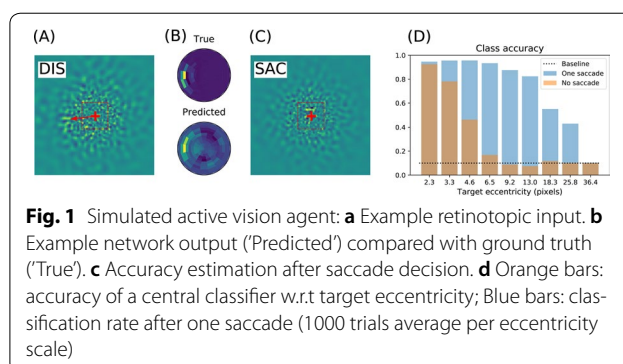 (A)
(B)
(C)
(D)
DIS
True
Predicted
SAC
Class accuracy
Baseline
One saccade
No saccade
1.0
0.8
0.6
0.4
0.2
0.0
2.3 3.3 4.6 6.5 9.2 13.0 18.3 25.8 36.4
Target eccentricity (pixels)
Fig. 1 Simulated active vision agent: a Example retinotopic input. b
Example network output ('Predicted') compared with ground truth
('True'). c Accuracy estimation after saccade decision. d Orange bars:
accuracy of a central classifier w.r.t target eccentricity; Blue bars: clas-
sification rate after one saccade (1000 trials average per eccentricity
scale)